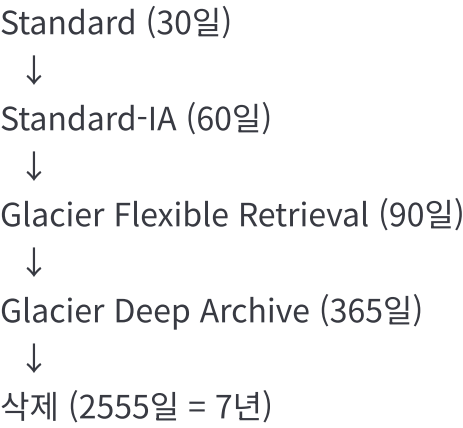 Standard (30일)
↓
Standard-IA (60일)
↓
Glacier Flexible Retrieval (90일)
↓
Glacier Deep Archive (365일)
↓
삭제 (2555일 = 7년)